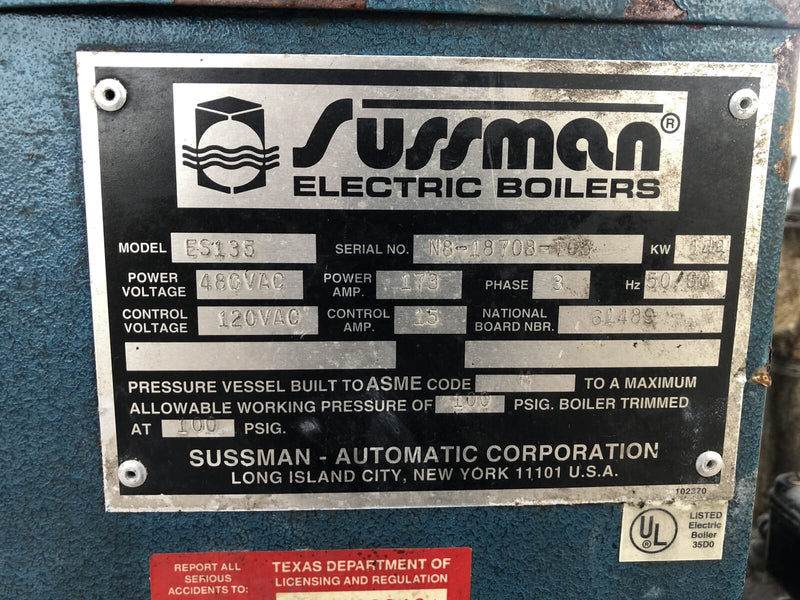 Sussman®
ELECTRIC BOILERS
MODEL ES135 SERIAL NO. KW
POWER VOLTAGE 480VAC POWER AMP. 173 PHASE 3 Hz 50/60
CONTROL VOLTAGE 120VAC CONTROL AMP. 15 NATIONAL BOARD NBR. 61489
PRESSURE VESSEL BUILT TO ASME CODE TO A MAXIMUM
ALLOWABLE WORKING PRESSURE OF 100 PSIG. BOILER TRIMMED
AT 100 PSIG.
SUSSMAN - AUTOMATIC CORPORATION
LONG ISLAND CITY, NEW YORK 11101 U.S.A.
102270
UL ®
LISTED
Electric
Boiler
35D0
REPORT ALL
SERIOUS
ACCIDENTS TO:
TEXAS DEPARTMENT OF
LICENSING AND REGULATION